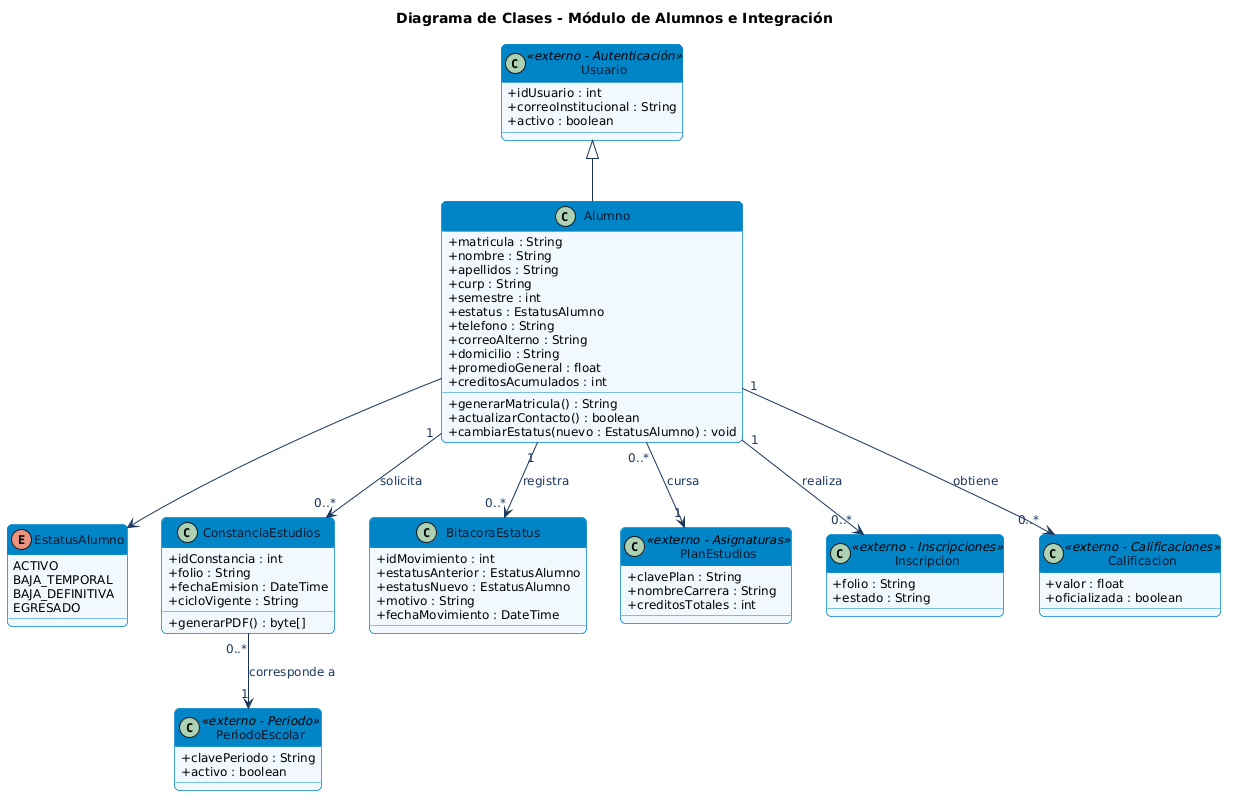 Diagrama de Clases - Módulo de Alumnos e Integración
C
«externo - Autenticación»
Usuario
+idUsuario : int
+correoInstitucional : String
+activo : boolean
C Alumno
+matricula : String
+nombre : String
+apellidos : String
+curp : String
+semestre : int
+estatus : EstatusAlumno
+telefono : String
+correoAlterno : String
+domicilio : String
+promedioGeneral : float
+creditosAcumulados : int
+generarMatricula() : String
+actualizarContacto() : boolean
+cambiarEstatus(nuevo : EstatusAlumno) : void
1
solicita
0..*
1
registra
0..*
0..*
cursa
1
1
realiza
0..*
1
obtiene
0..*
E EstatusAlumno
ACTIVO
BAJA_TEMPORAL
BAJA_DEFINITIVA
EGRESADO
C ConstanciaEstudios
+idConstancia : int
+folio : String
+fechaEmision : DateTime
+cicloVigente : String
+generarPDF() : byte[]
C BitacoraEstatus
+idMovimiento : int
+estatusAnterior : EstatusAlumno
+estatusNuevo : EstatusAlumno
+motivo : String
+fechaMovimiento : DateTime
C
«externo - Asignaturas»
PlanEstudios
+clavePlan : String
+nombreCarrera : String
+creditosTotales : int
C
«externo - Inscripciones»
Inscripcion
+folio : String
+estado : String
C
«externo - Calificaciones»
Calificacion
+valor : float
+oficializada : boolean
0..*
corresponde a
1
C
«externo - Periodo»
PeriodoEscolar
+clavePeriodo : String
+activo : boolean